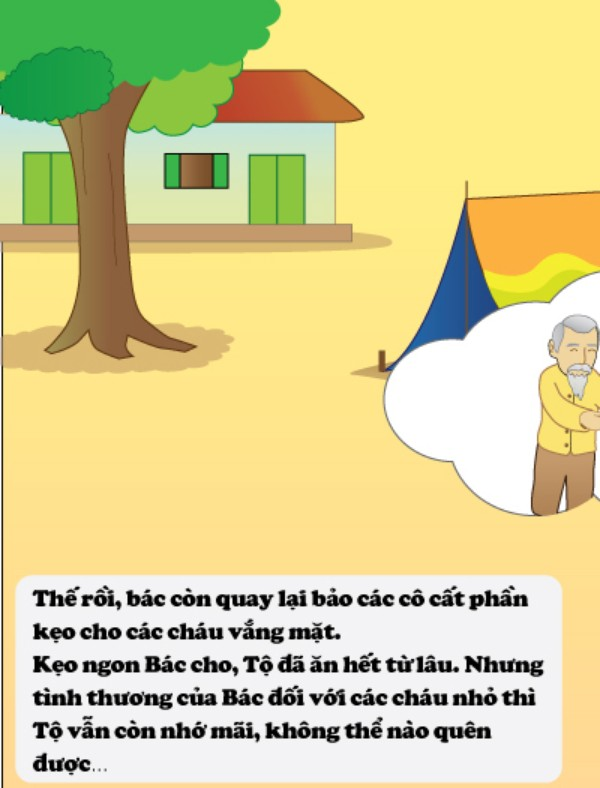 Thế rồi, bác còn quay lại bảo các cô cất phần
kẹo cho các cháu vắng mặt.
Kẹo ngon Bác cho, Tộ đã ăn hết từ lâu. Nhưng
tình thương của Bác đối với các cháu nhỏ thì
Tộ vẫn còn nhớ mãi, không thể nào quên
được...